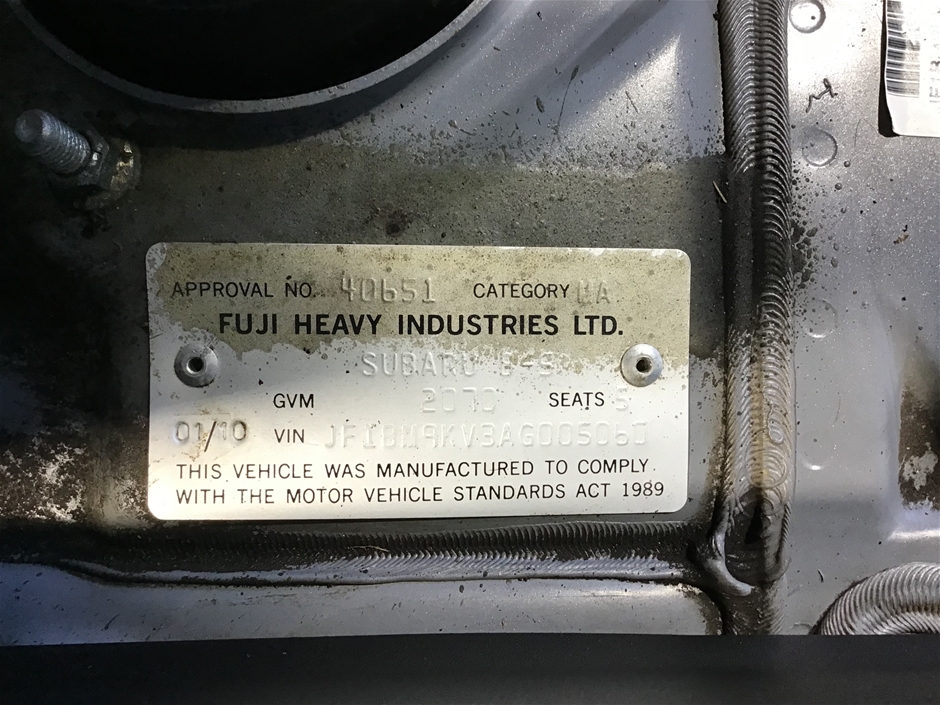 APPROVAL NO. 40651 CATEGORY MA
FUJI HEAVY INDUSTRIES LTD.
SUBARU B-9
GVM 2070 SEATS 5
01/10 VIN JF1BM9KV3AG005060
THIS VEHICLE WAS MANUFACTURED TO COMPLY.
WITH THE MOTOR VEHICLE STANDARDS ACT 1989